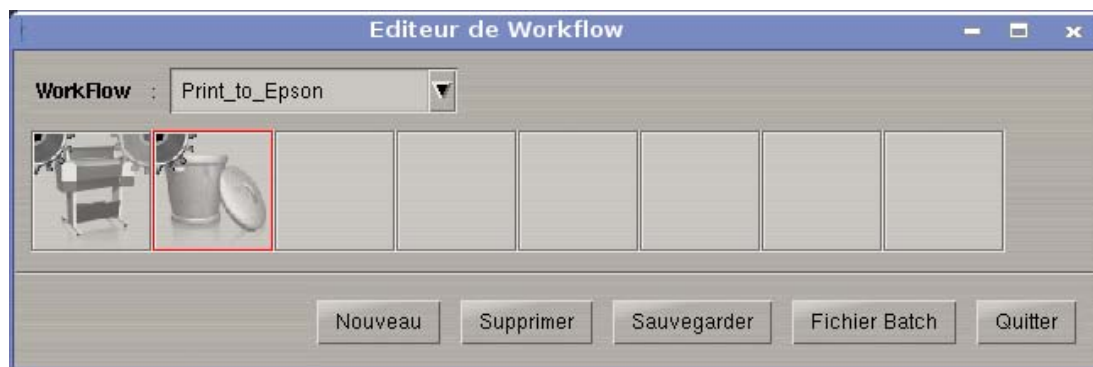 Editeur de Workflow
WorkFlow : Print_to_Epson
Nouveau Supprimer Sauvegarder Fichier Batch Quitter